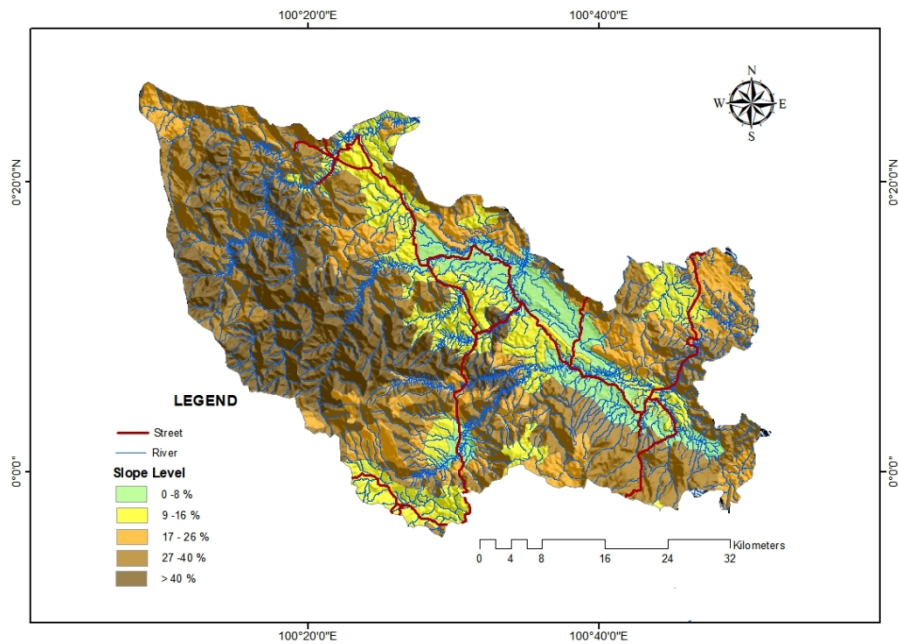 100°20'0"E 100°40'0"E
N
W E
S
0°20'0"N 0°20'0"N
LEGEND
Street
River
Slope Level
0 -8 %
9 -16 %
17 - 26 %
27 -40 %
> 40 %
0°0'0" 0°0'0"
Kilometers
0 4 8 16 24 32
100°20'0"E 100°40'0"E